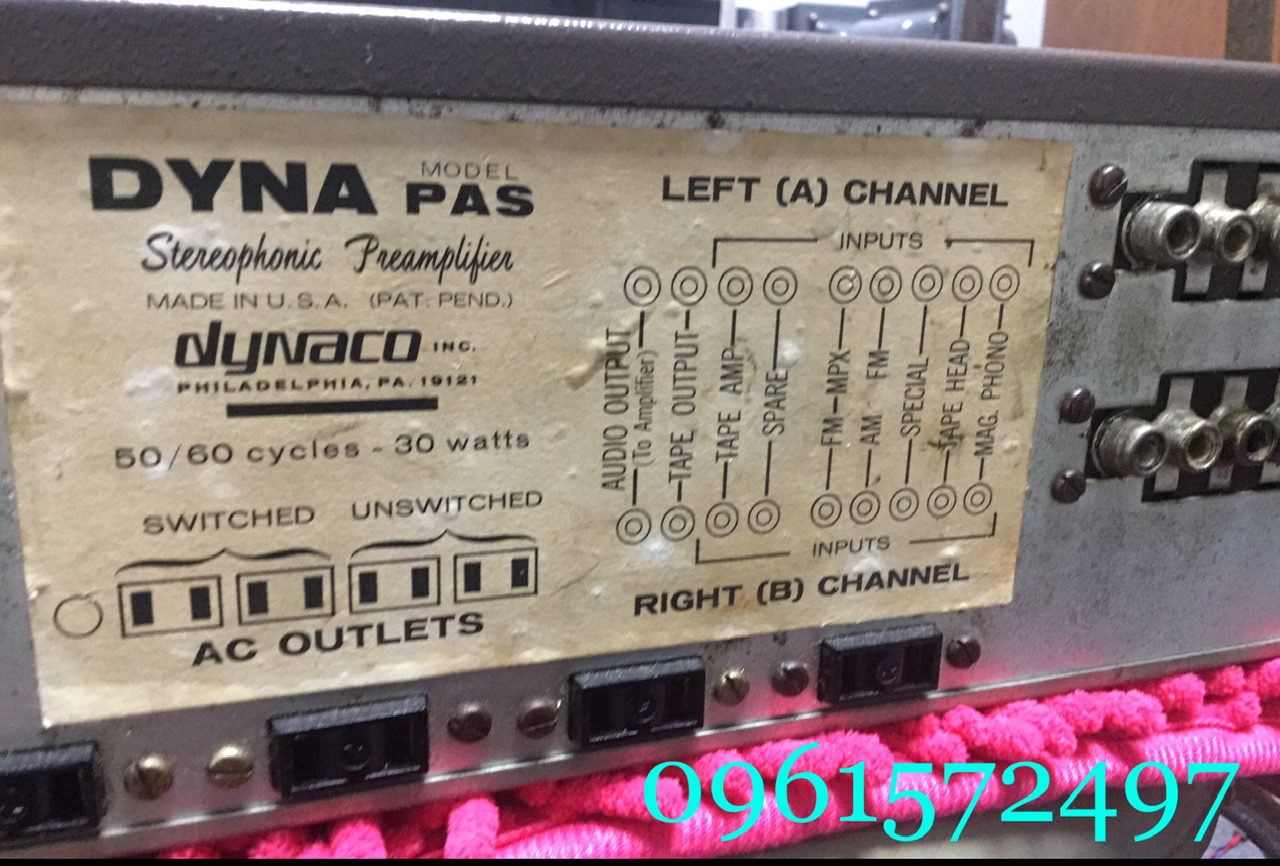 DYNA MODEL PAS
Stereophonic Preamplifier
MADE IN U.S.A. (PAT. PEND.)
dynaco INC.
PHILADELPHIA, PA. 19121
50/60 cycles - 30 watts
SWITCHED UNSWITCHED
AC OUTLETS
LEFT (A) CHANNEL
INPUTS
AUDIO OUTPUT
(To Amplifier)
TAPE OUTPUT
TAPE AMP
SPARE
FM-MPX
AM FM
SPECIAL
TAPE HEAD
MAG. PHONO
INPUTS
RIGHT (B) CHANNEL
0961572497